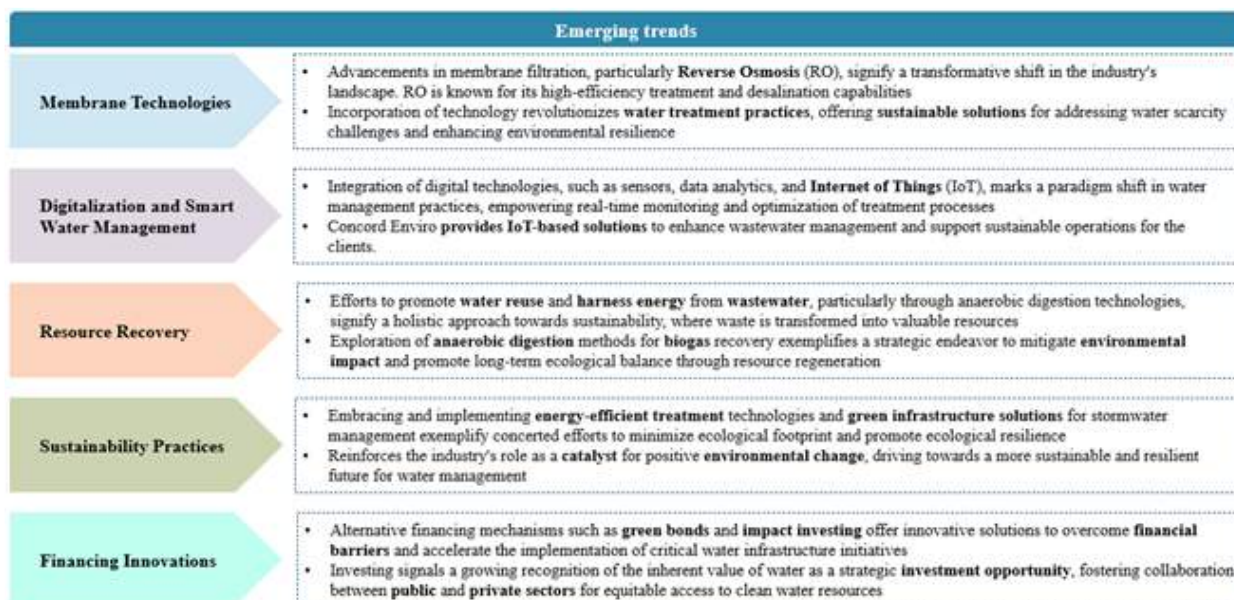 Emerging trends
Membrane Technologies
• Advancements in membrane filtration, particularly Reverse Osmosis (RO), signify a transformative shift in the industry's
landscape. RO is known for its high-efficiency treatment and desalination capabilities
• Incorporation of technology revolutionizes water treatment practices, offering sustainable solutions for addressing water scarcity
challenges and enhancing environmental resilience
Digitalization and Smart
Water Management
• Integration of digital technologies, such as sensors, data analytics, and Internet of Things (IoT), marks a paradigm shift in water
management practices, empowering real-time monitoring and optimization of treatment processes
• Concord Enviro provides IoT-based solutions to enhance wastewater management and support sustainable operations for the
clients.
Resource Recovery
• Efforts to promote water reuse and harness energy from wastewater, particularly through anaerobic digestion technologies,
signify a holistic approach towards sustainability, where waste is transformed into valuable resources
• Exploration of anaerobic digestion methods for biogas recovery exemplifies a strategic endeavor to mitigate environmental
impact and promote long-term ecological balance through resource regeneration
Sustainability Practices
• Embracing and implementing energy-efficient treatment technologies and green infrastructure solutions for stormwater
management exemplify concerted efforts to minimize ecological footprint and promote ecological resilience
• Reinforces the industry's role as a catalyst for positive environmental change, driving towards a more sustainable and resilient
future for water management
Financing Innovations
• Alternative financing mechanisms such as green bonds and impact investing offer innovative solutions to overcome financial
barriers and accelerate the implementation of critical water infrastructure initiatives
• Investing signals a growing recognition of the inherent value of water as a strategic investment opportunity, fostering collaboration
between public and private sectors for equitable access to clean water resources